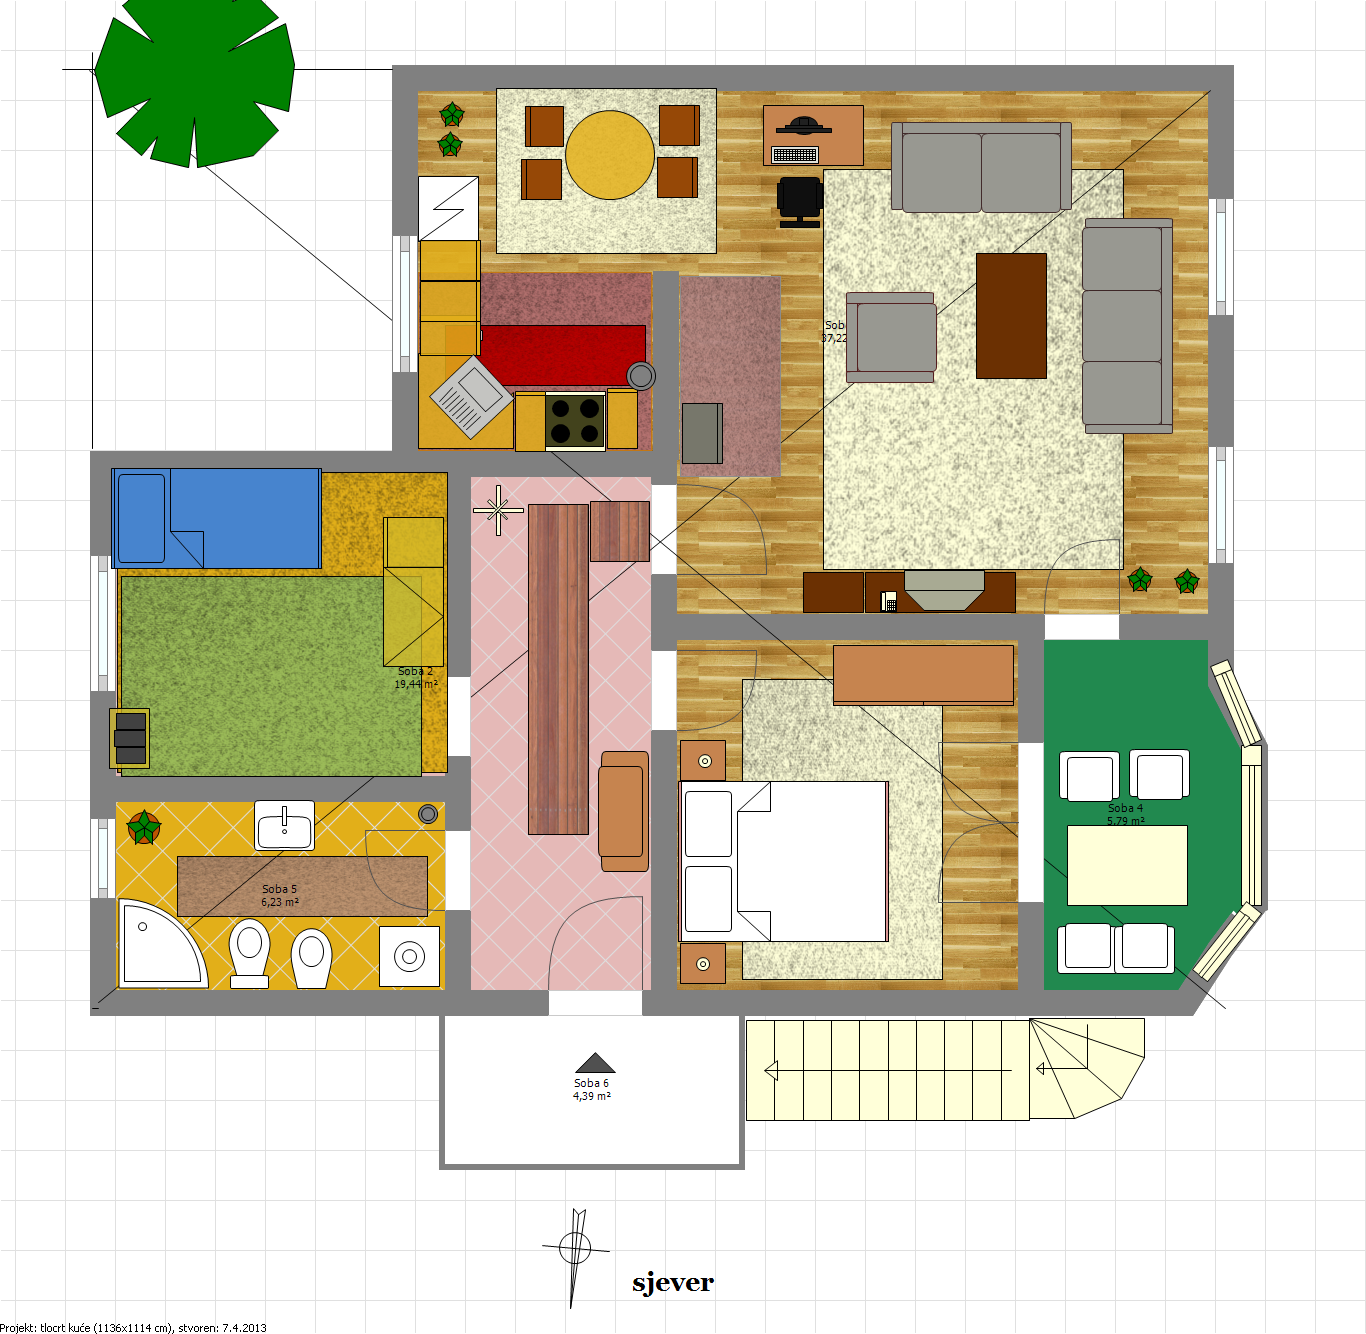 Sob
37,22
Soba 2
19,44 m²
Soba 4
5,79 m²
Soba 5
6,23 m²
Soba 6
4,39 m²
sjever
Projekt: tlocrt kuće (1136x1114 cm), stvoren: 7.4.2013